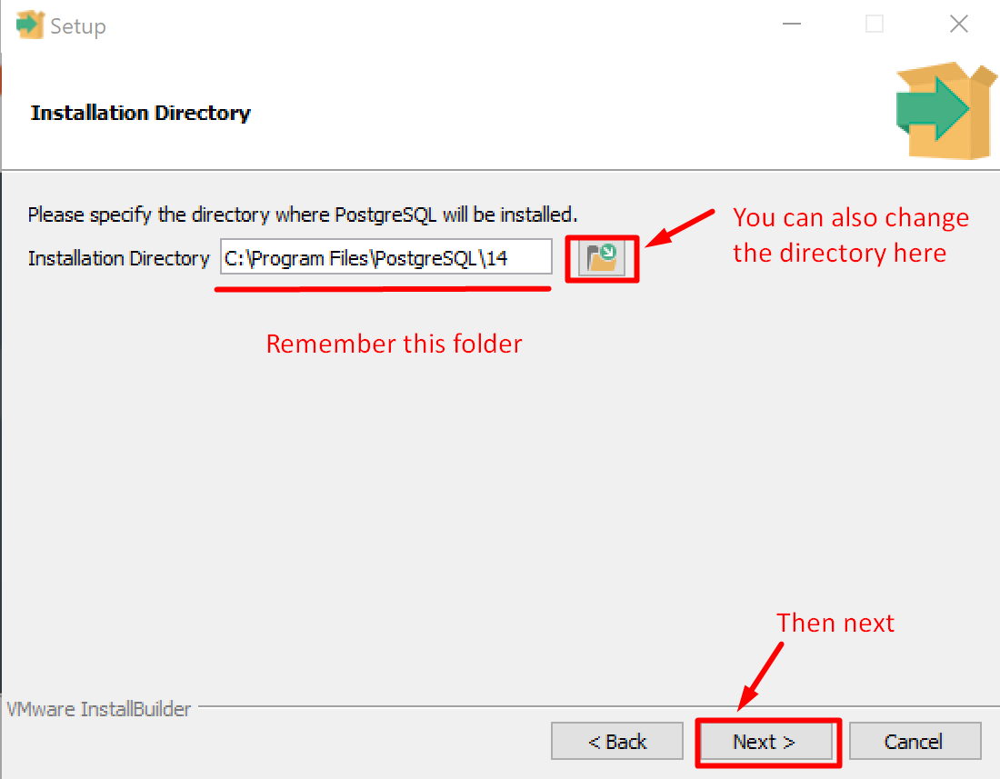 Setup
Installation Directory
Please specify the directory where PostgreSQL will be installed.
Installation Directory C:\Program Files\PostgreSQL\14
You can also change
the directory here
Remember this folder
Then next
VMware InstallBuilder
< Back Next > Cancel